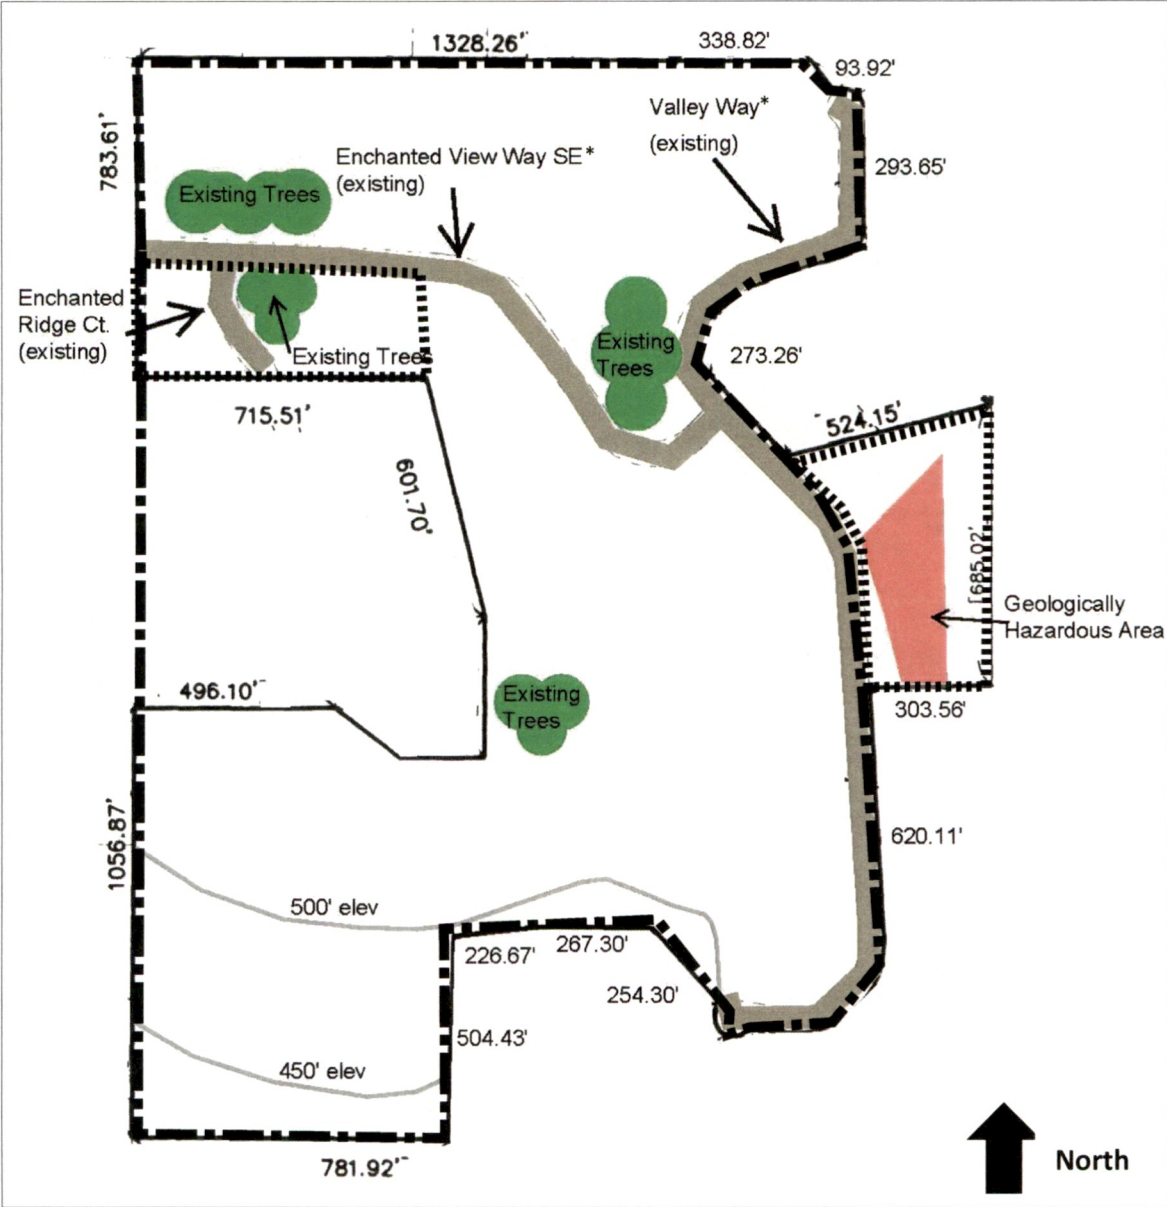 1328.26'
338.82'
93.92'
783.61'
Valley Way*
(existing)
Enchanted View Way SE*
(existing)
293.65'
Existing Trees
Enchanted
Ridge Ct.
(existing)
Existing Trees
Existing
Trees
273.26'
715.51'
524.15'
601.70'
685.02'
Geologically
Hazardous Area
496.10'
Existing
Trees
303.56'
1056.87'
620.11'
500' elev
226.67'
267.30'
254.30'
504.43'
450' elev
781.92'
North